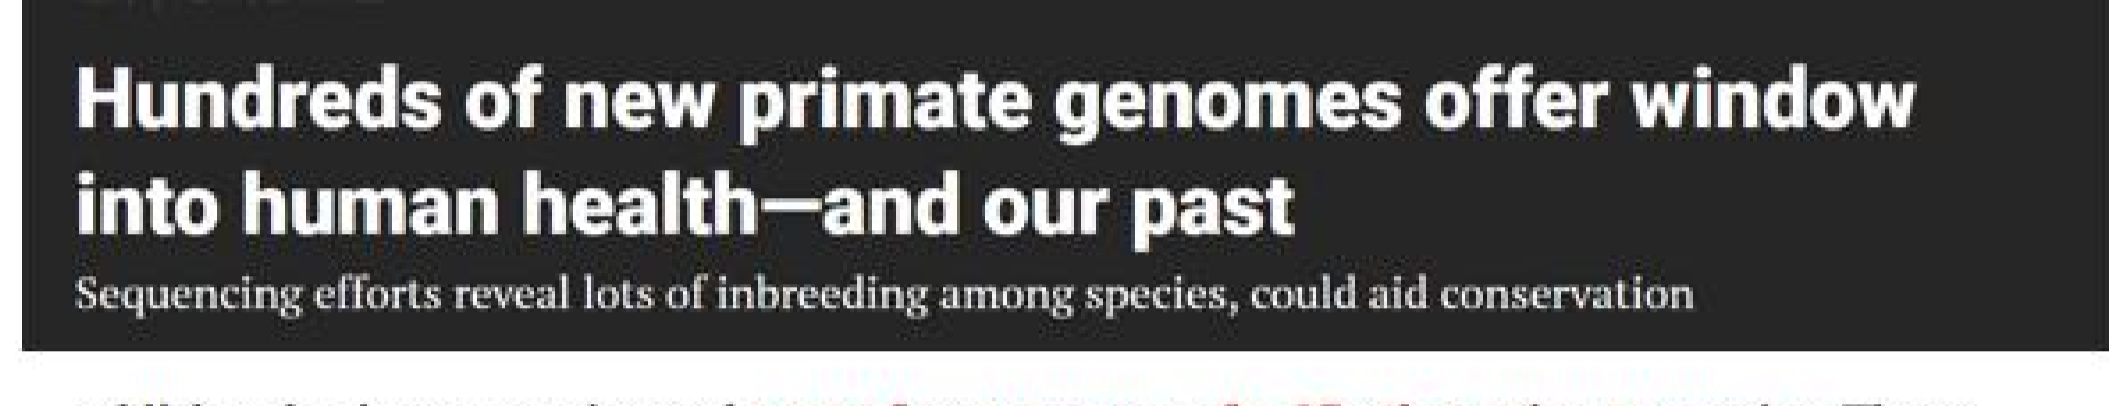 Hundreds of new primate genomes offer window
into human health—and our past
Sequencing efforts reveal lots of inbreeding among species, could aid conservation